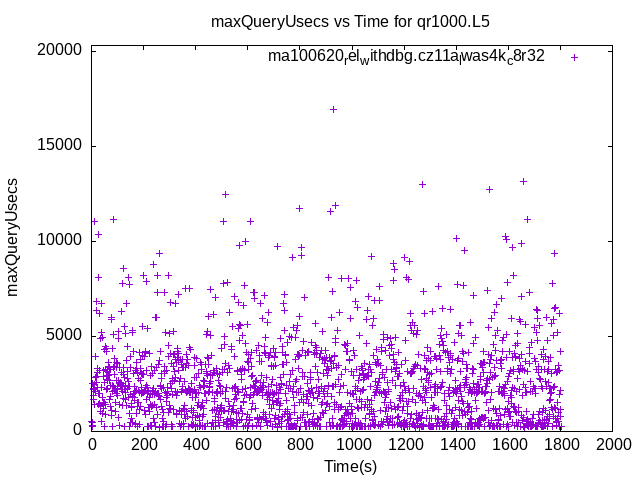 maxQueryUsecs vs Time for qr1000.L5
ma100620relwithdbg.cz11alwas4kc8r32
20000
15000
10000
5000
0
maxQueryUsecs
0 200 400 600 800 1000 1200 1400 1600 1800 2000
Time(s)